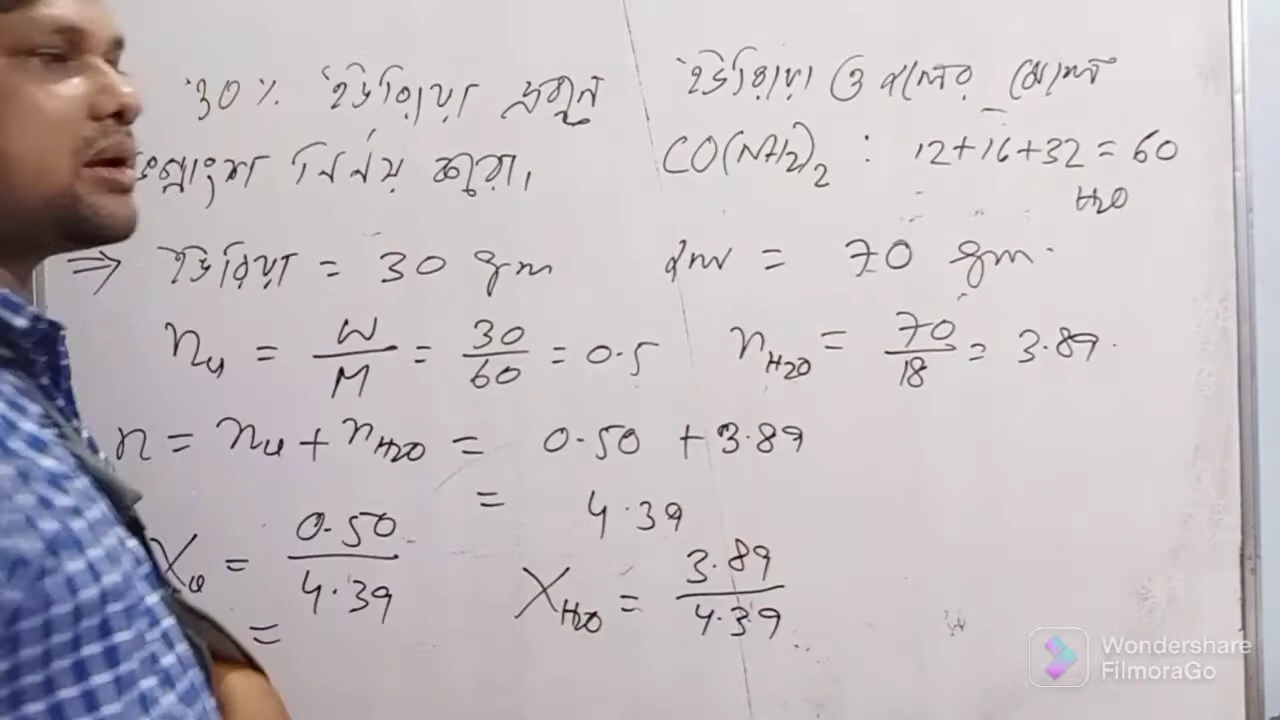 30% ইউরিয়া দ্রবনে ইউরিয়া ও জলের মোল
নির্নয় করো।
CO(NH2)2 : 12+16+32 = 60
H2O
⇒ ইউরিয়া = 30 gm জল = 70 gm.
nu = W/M = 30/60 = 0.5 nH2O = 70/18 = 3.89.
n = nu + nH2O = 0.50 + 3.89
= 4.39
Xu = 0.50/4.39 XH2O = 3.89/4.39
=
Wondershare
FilmoraGo